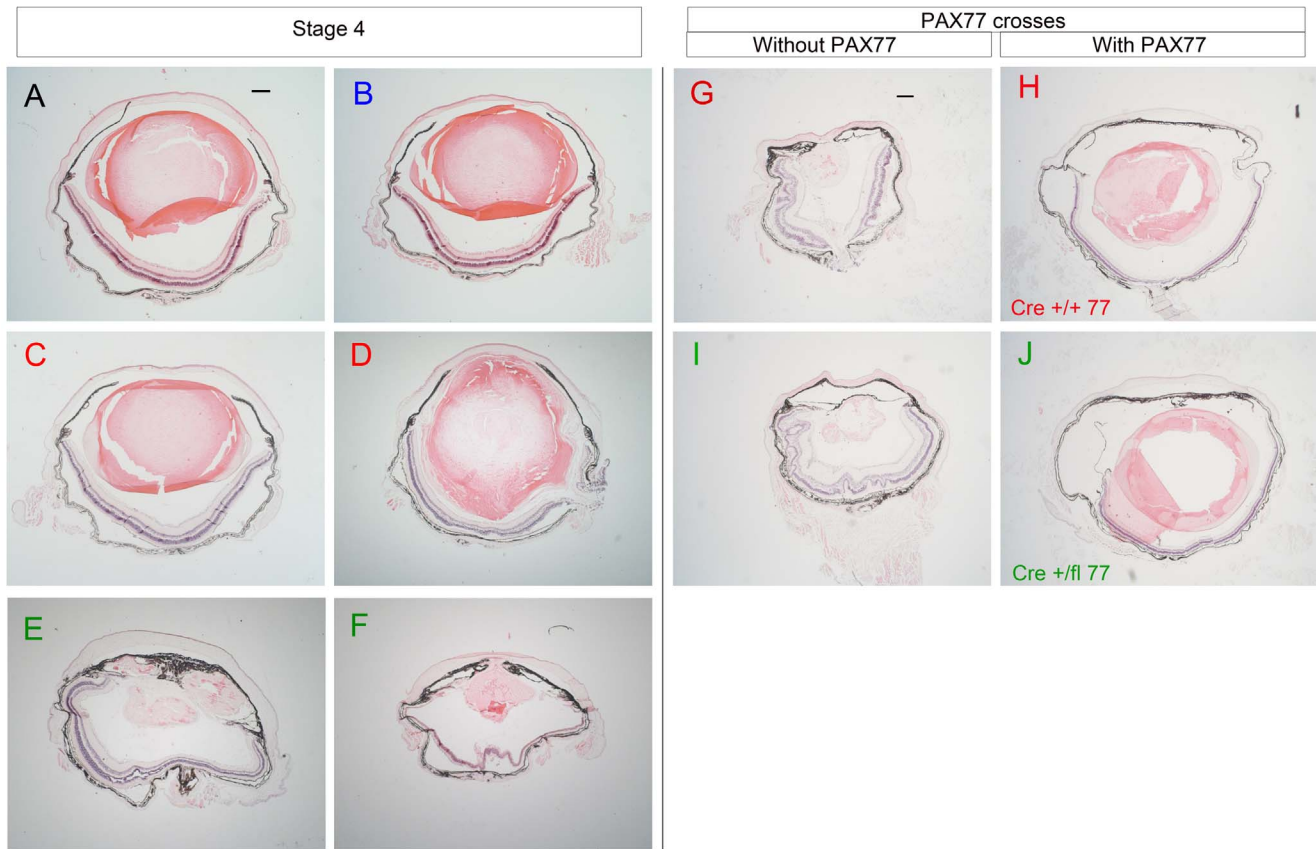 Stage 4
PAX77 crosses
Without PAX77
With PAX77
A
B
G
H
Cre +/+ 77
C
D
I
J
Cre +/fl 77
E
F